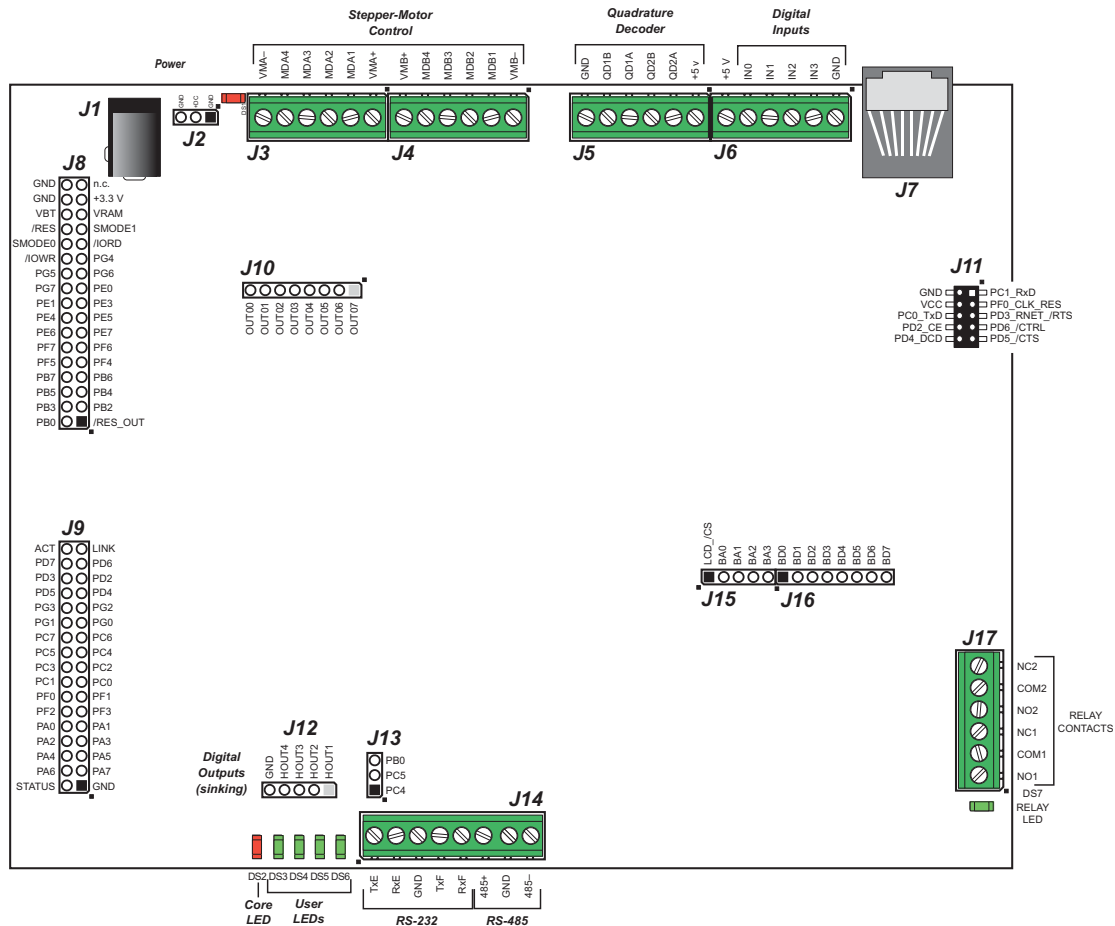 Stepper-Motor
Control
Quadrature
Decoder
Digital
Inputs
Power
VMA–
MDA4
MDA3
MDA2
MDA1
VMA+
VMB+
MDB4
MDB3
MDB2
MDB1
VMB–
GND
QD1B
QD1A
QD2B
QD2A
+5 v
+5 V
IN0
IN1
IN2
IN3
GND
J1
GND
+DC
GND
J2
DS1
J3
J4
J5
J6
J7
J8
GND n.c.
GND +3.3 V
VBT VRAM
/RES SMODE1
SMODE0 /IORD
/IOWR PG4
PG5 PG6
PG7 PE0
PE1 PE3
PE4 PE5
PE6 PE7
PF7 PF6
PF5 PF4
PB7 PB6
PB5 PB4
PB3 PB2
PB0 /RES_OUT
J10
OUT00
OUT01
OUT02
OUT03
OUT04
OUT05
OUT06
OUT07
J11
GND PC1_RxD
VCC PF0_CLK_RES
PC0_TxD PD3_RNET_/RTS
PD2_CE PD6_/CTRL
PD4_DCD PD5_/CTS
J9
ACT LINK
PD7 PD6
PD3 PD2
PD5 PD4
PG3 PG2
PG1 PG0
PC7 PC6
PC5 PC4
PC3 PC2
PC1 PC0
PF0 PF1
PF2 PF3
PA0 PA1
PA2 PA3
PA4 PA5
PA6 PA7
STATUS GND
LCD_/CS
BA0
BA1
BA2
BA3
BD0
BD1
BD2
BD3
BD4
BD5
BD6
BD7
J15
J16
J17
NC2
COM2
NO2
NC1
COM1
NO1
RELAY
CONTACTS
DS7
RELAY
LED
J12
Digital
Outputs
(sinking)
GND
HOUT4
HOUT3
HOUT2
HOUT1
J13
PB0
PC5
PC4
J14
DS2 DS3 DS4 DS5 DS6
Core
LED
User
LEDs
TxE
RxE
GND
TxF
RxF
485+
GND
485–
RS-232
RS-485